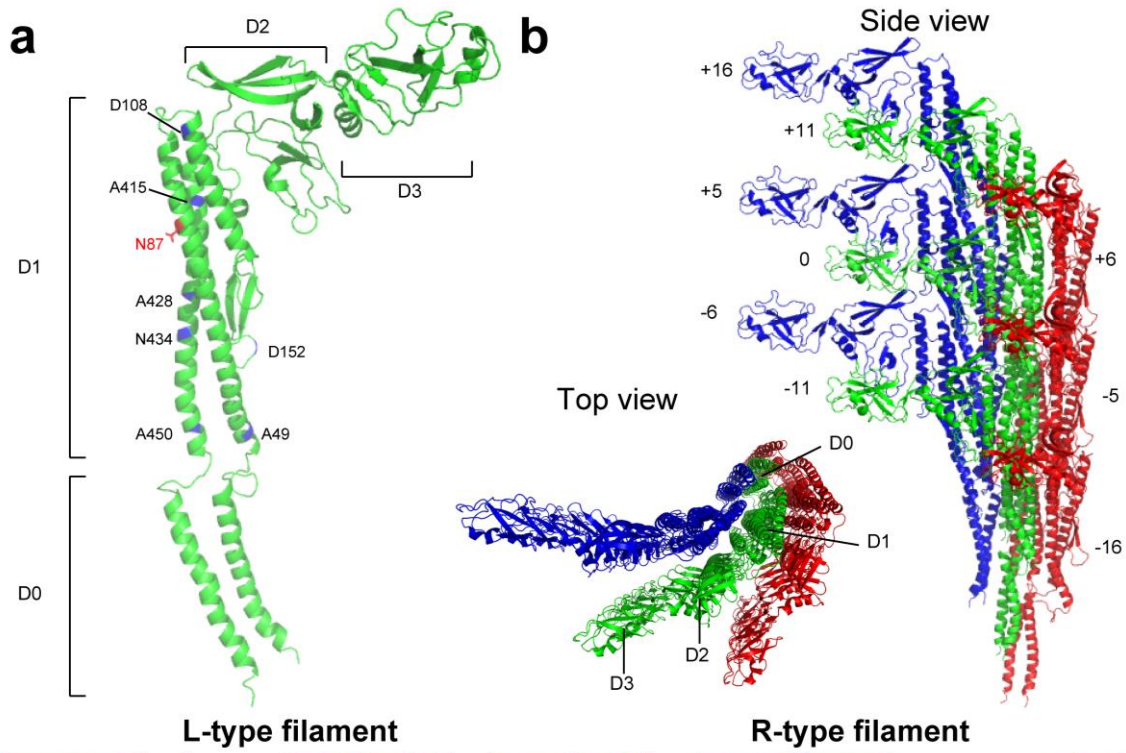 a
D2
D3
D108
A415
N87
D1
A428
N434
D152
A450
A49
D0
L-type filament
b
Side view
+16
+11
+5
0
-6
-11
+6
-5
-16
Top view
D0
D1
D2
D3
R-type filament